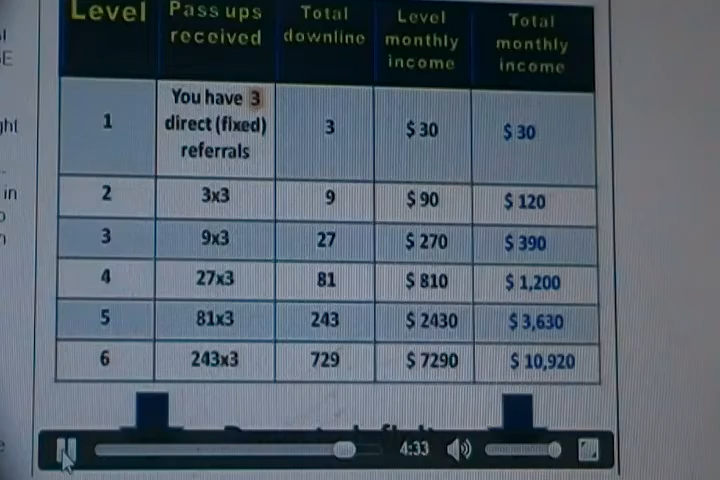 Level Pass ups received Total downline Level monthly income Total monthly income
1 You have 3 direct (fixed) referrals 3 $ 30 $ 30
2 3x3 9 $ 90 $ 120
3 9x3 27 $ 270 $ 390
4 27x3 81 $ 810 $ 1,200
5 81x3 243 $ 2430 $ 3,630
6 243x3 729 $ 7290 $ 10,920
4:33
in